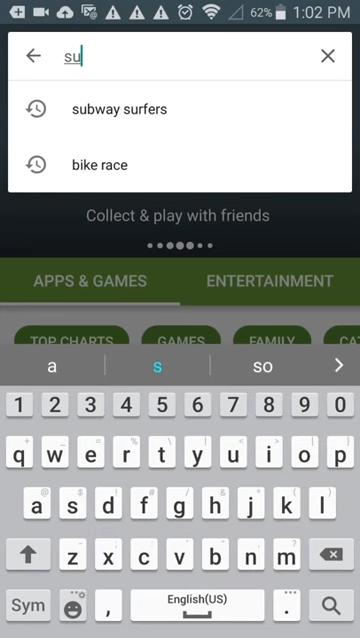 62% 1:02 PM
su
subway surfers
bike race
Collect & play with friends
APPS & GAMES ENTERTAINMENT
TOP CHARTS GAMES FAMILY
a s so
1 2 3 4 5 6 7 8 9 0
q w e r t y u i o p
a s d f g h j k l
z x c v b n m
Sym , English(US) .